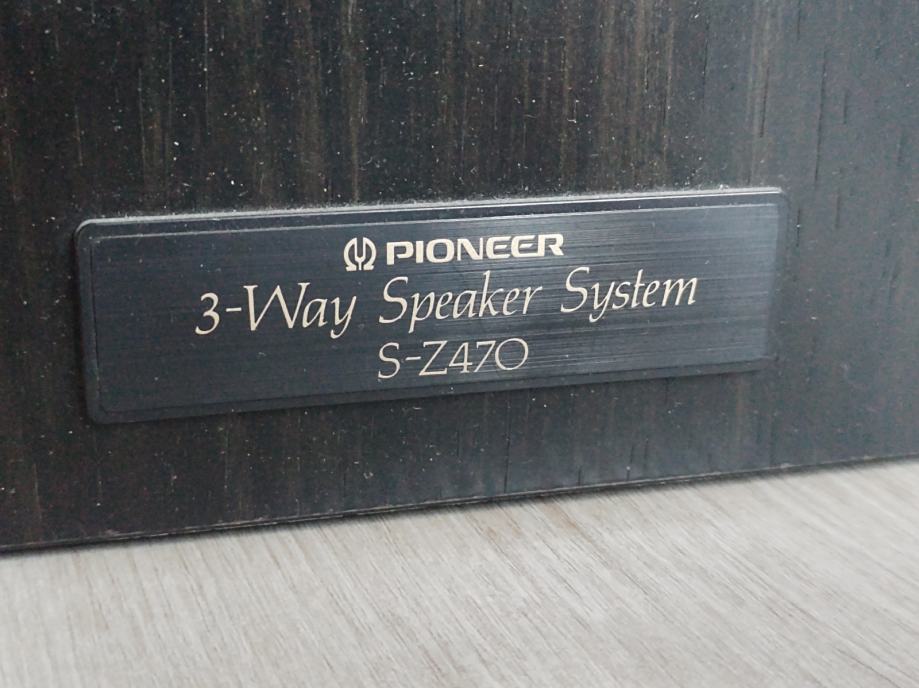 PIONEER
3-Way Speaker System
S-Z470